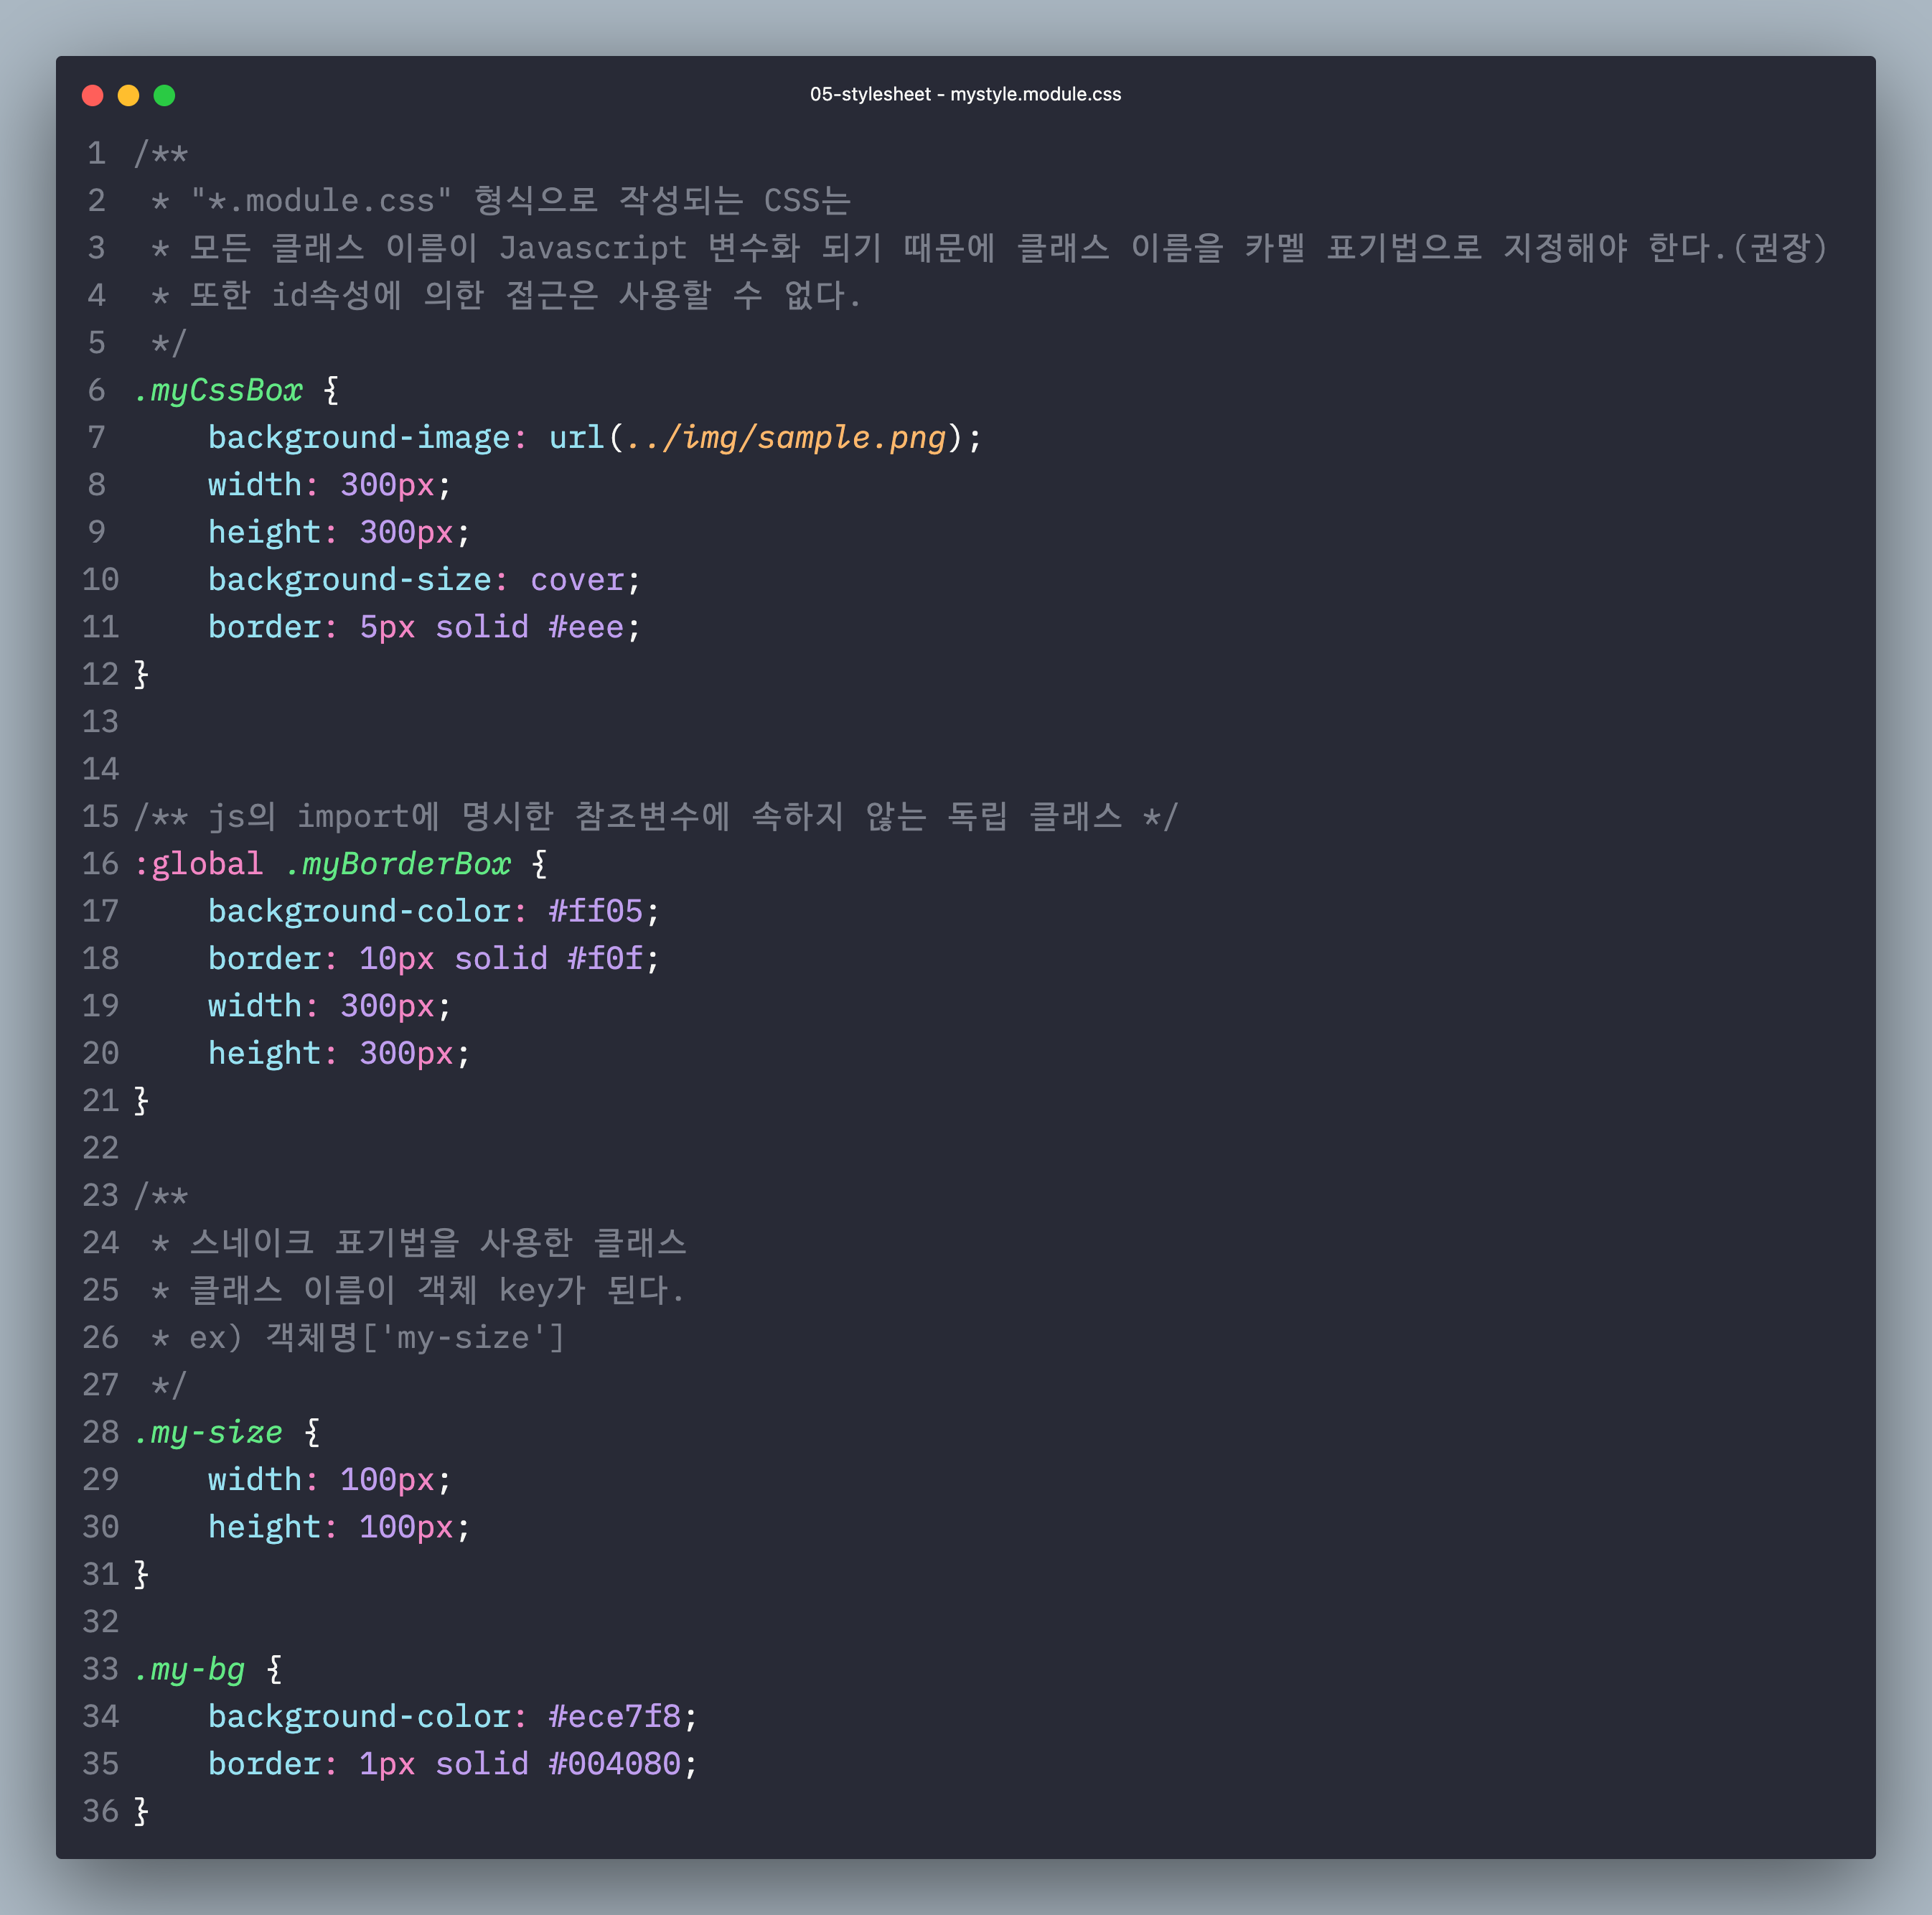 05-stylesheet - mystyle.module.css
1 /**
2  * "*.module.css" 형식으로 작성되는 CSS는
3  * 모든 클래스 이름이 Javascript 변수화 되기 때문에 클래스 이름을 카멜 표기법으로 지정해야 한다.(권장)
4  * 또한 id속성에 의한 접근은 사용할 수 없다.
5  */
6 .myCssBox {
7     background-image: url(../img/sample.png);
8     width: 300px;
9     height: 300px;
10     background-size: cover;
11     border: 5px solid #eee;
12 }
13
14
15 /** js의 import에 명시한 참조변수에 속하지 않는 독립 클래스 */
16 :global .myBorderBox {
17     background-color: #ff05;
18     border: 10px solid #f0f;
19     width: 300px;
20     height: 300px;
21 }
22
23 /**
24  * 스네이크 표기법을 사용한 클래스
25  * 클래스 이름이 객체 key가 된다.
26  * ex) 객체명['my-size']
27  */
28 .my-size {
29     width: 100px;
30     height: 100px;
31 }
32
33 .my-bg {
34     background-color: #ece7f8;
35     border: 1px solid #004080;
36 }